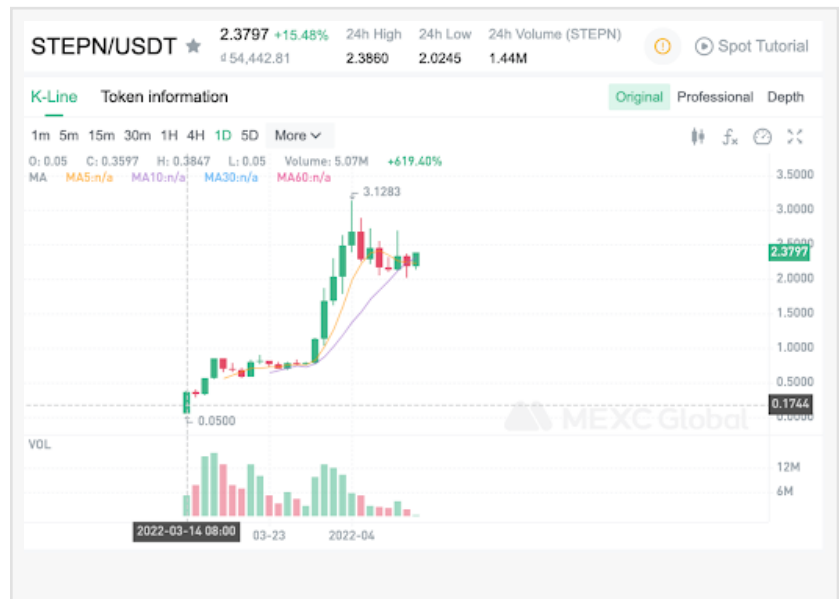 STEPN/USDT 2.3797 +15.48% 24h High 24h Low 24h Volume (STEPN) Spot Tutorial
₫54,442.81 2.3860 2.0245 1.44M
K-Line Token information Original Professional Depth
1m 5m 15m 30m 1H 4H 1D 5D More
O: 0.05 C: 0.3597 H: 0.3847 L: 0.05 Volume: 5.07M +619.40%
MA MA5:n/a MA10:n/a MA30:n/a MA60:n/a
3.5000
3.1283
3.0000
2.5000
2.3797
2.0000
1.5000
1.0000
0.5000
0.1744
0.0000
0.0500
MEXC Global
VOL
12M
6M
2022-03-14 08:00 03-23 2022-04